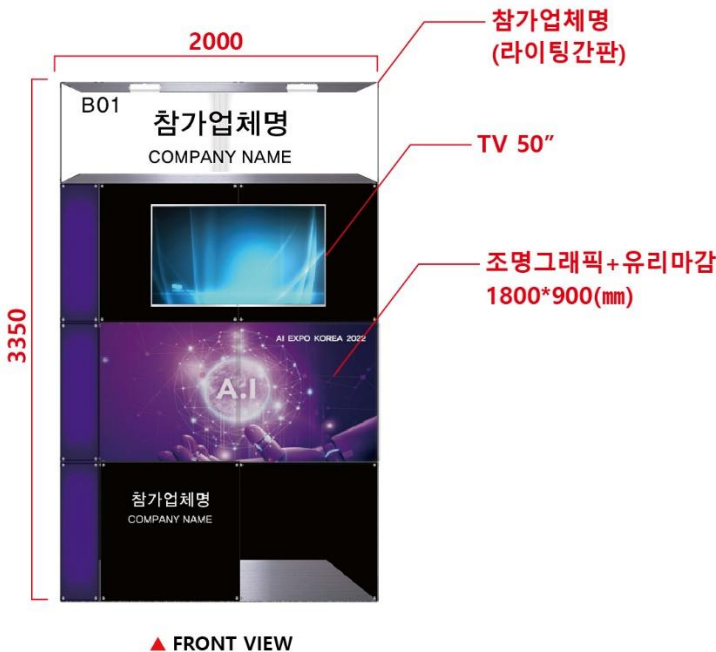 2000
참가업체명
(라이팅간판)
B01
참가업체명
COMPANY NAME
TV 50″
조명그래픽+유리마감
1800*900(㎜)
3350
AI EXPO KOREA 2022
A.I
참가업체명
COMPANY NAME
▲ FRONT VIEW